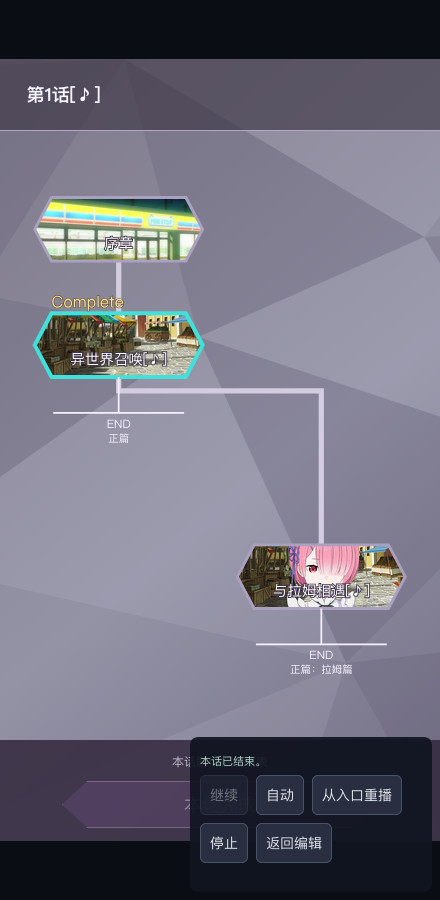 第1话[♪]
序章
Complete
异世界召唤[♪]
END
正篇
与拉姆相遇[♪]
END
正篇：拉姆篇
本话已结束。
继续
自动
从入口重播
停止
返回编辑